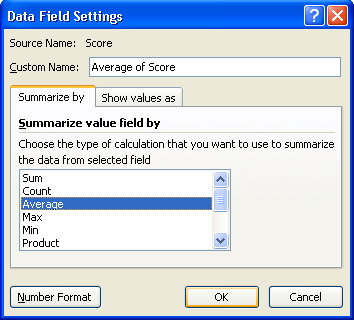 Data Field Settings
Source Name: Score
Custom Name: Average of Score
Summarize by Show values as
Summarize value field by
Choose the type of calculation that you want to use to summarize
the data from selected field
Sum
Count
Average
Max
Min
Product
Number Format OK Cancel